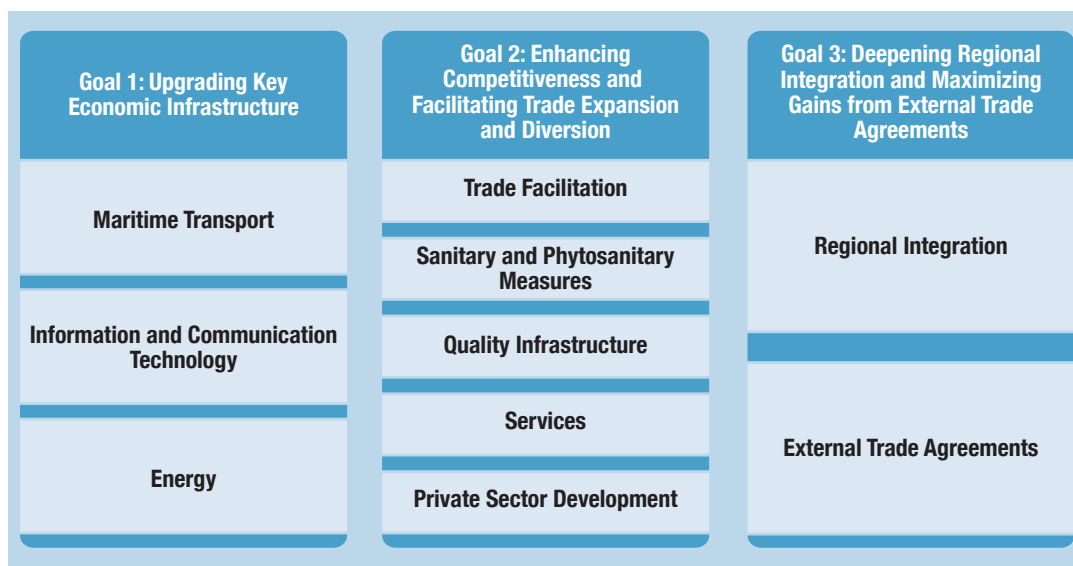 Goal 1: Upgrading Key
Economic Infrastructure
Maritime Transport
Information and Communication
Technology
Energy
Goal 2: Enhancing
Competitiveness and
Facilitating Trade Expansion
and Diversion
Trade Facilitation
Sanitary and Phytosanitary
Measures
Quality Infrastructure
Services
Private Sector Development
Goal 3: Deepening Regional
Integration and Maximizing
Gains from External Trade
Agreements
Regional Integration
External Trade Agreements